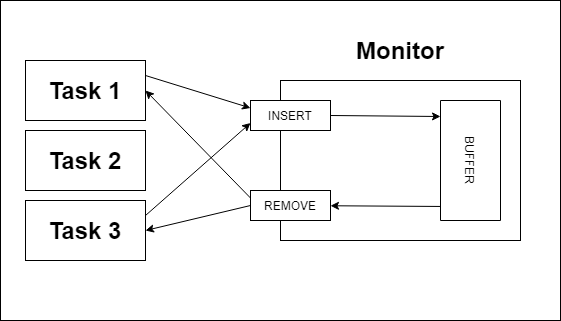 Monitor
Task 1
INSERT
Task 2
BUFFER
REMOVE
Task 3